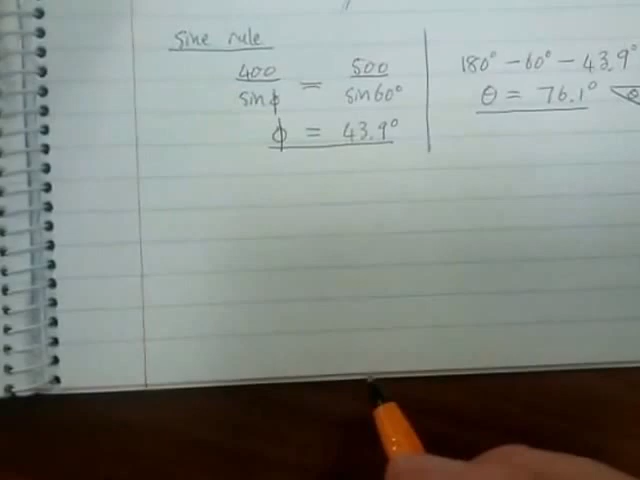 sine rule
400/sinϕ = 500/sin60°
ϕ = 43.9°
180° - 60° - 43.9°
θ = 76.1°
θ